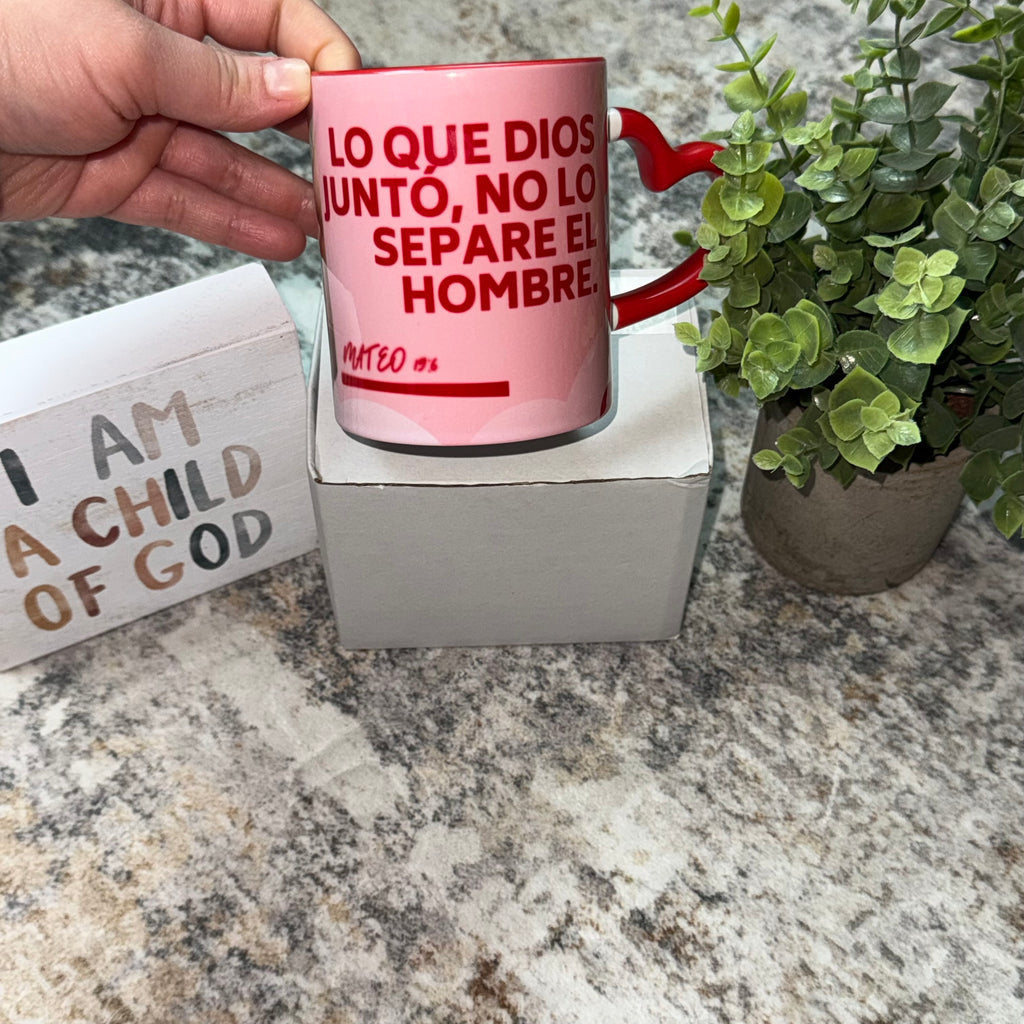 LO QUE DIOS
JUNTÓ, NO LO
SEPARE EL
HOMBRE.
MATEO 19:6
I AM
A CHILD
OF GOD